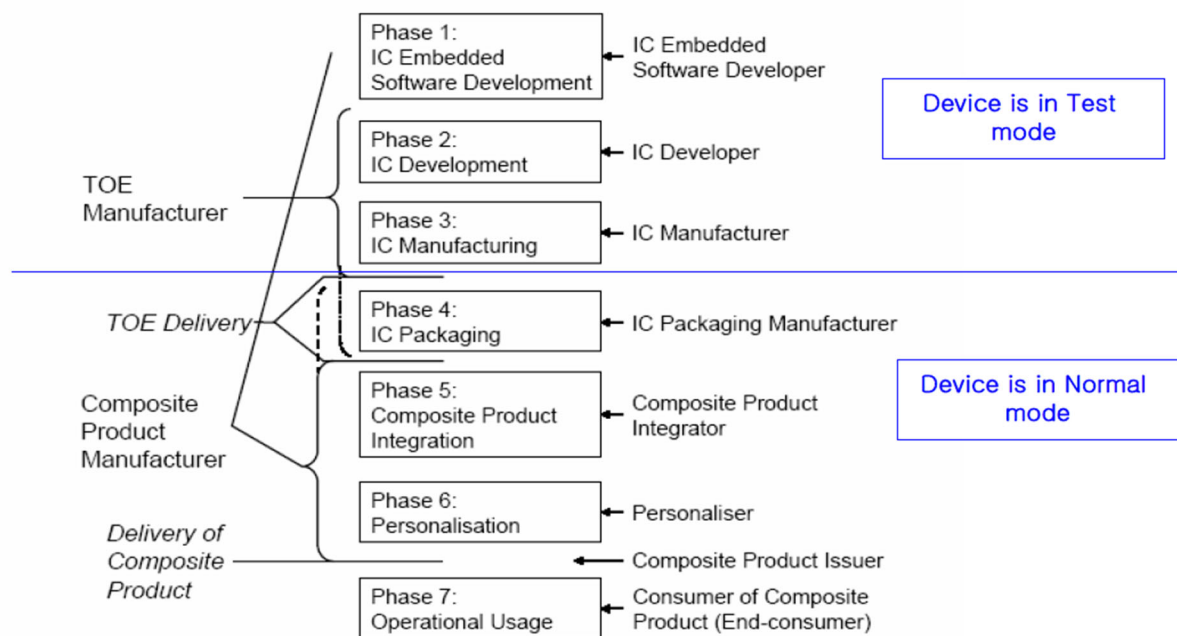 Phase 1:
IC Embedded
Software Development
IC Embedded
Software Developer
Device is in Test
mode
Phase 2:
IC Development
IC Developer
TOE
Manufacturer
Phase 3:
IC Manufacturing
IC Manufacturer
TOE Delivery
Phase 4:
IC Packaging
IC Packaging Manufacturer
Device is in Normal
mode
Composite
Product
Manufacturer
Phase 5:
Composite Product
Integration
Composite Product
Integrator
Phase 6:
Personalisation
Personaliser
Delivery of
Composite
Product
Composite Product Issuer
Phase 7:
Operational Usage
Consumer of Composite
Product (End-consumer)